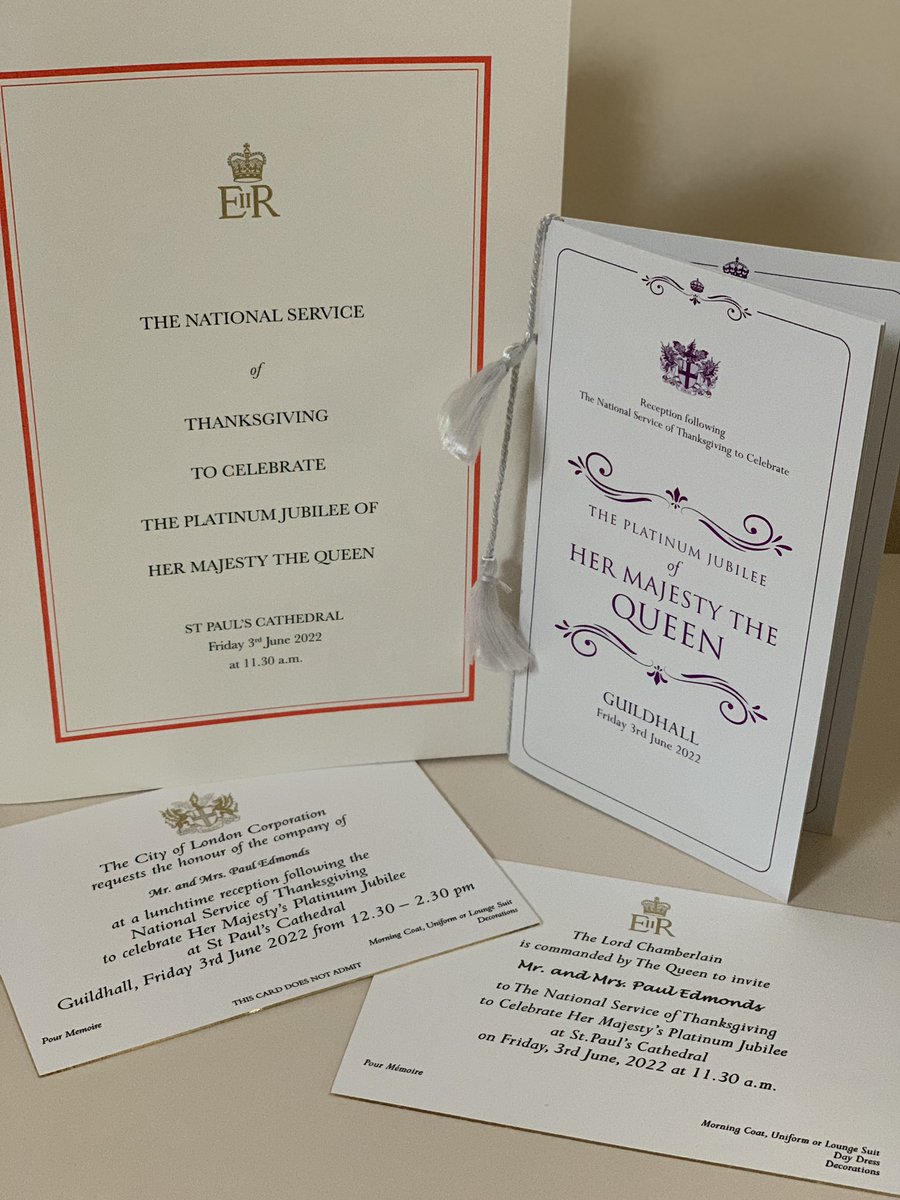 EIIR
THE NATIONAL SERVICE
of
THANKSGIVING
TO CELEBRATE
THE PLATINUM JUBILEE OF
HER MAJESTY THE QUEEN
ST PAUL'S CATHEDRAL
Friday 3rd June 2022
at 11.30 a.m.
Reception following
The National Service of Thanksgiving to Celebrate
THE PLATINUM JUBILEE
of
HER MAJESTY THE
QUEEN
GUILDHALL
Friday 3rd June 2022
The City of London Corporation
requests the honour of the company of
Mr. and Mrs. Paul Edmonds
at a lunchtime reception following the
National Service of Thanksgiving
to celebrate Her Majesty's Platinum Jubilee
at St Paul's Cathedral
Guildhall, Friday 3rd June 2022 from 12.30 – 2.30 pm
Morning Coat, Uniform or Lounge Suit
Decorations
THIS CARD DOES NOT ADMIT
Pour Memoire
EIIR
The Lord Chamberlain
is commanded by The Queen to invite
Mr. and Mrs. Paul Edmonds
to The National Service of Thanksgiving
to Celebrate Her Majesty's Platinum Jubilee
at St.Paul's Cathedral
on Friday, 3rd June, 2022 at 11.30 a.m.
Pour Mémoire
Morning Coat, Uniform or Lounge Suit
Day Dress
Decorations